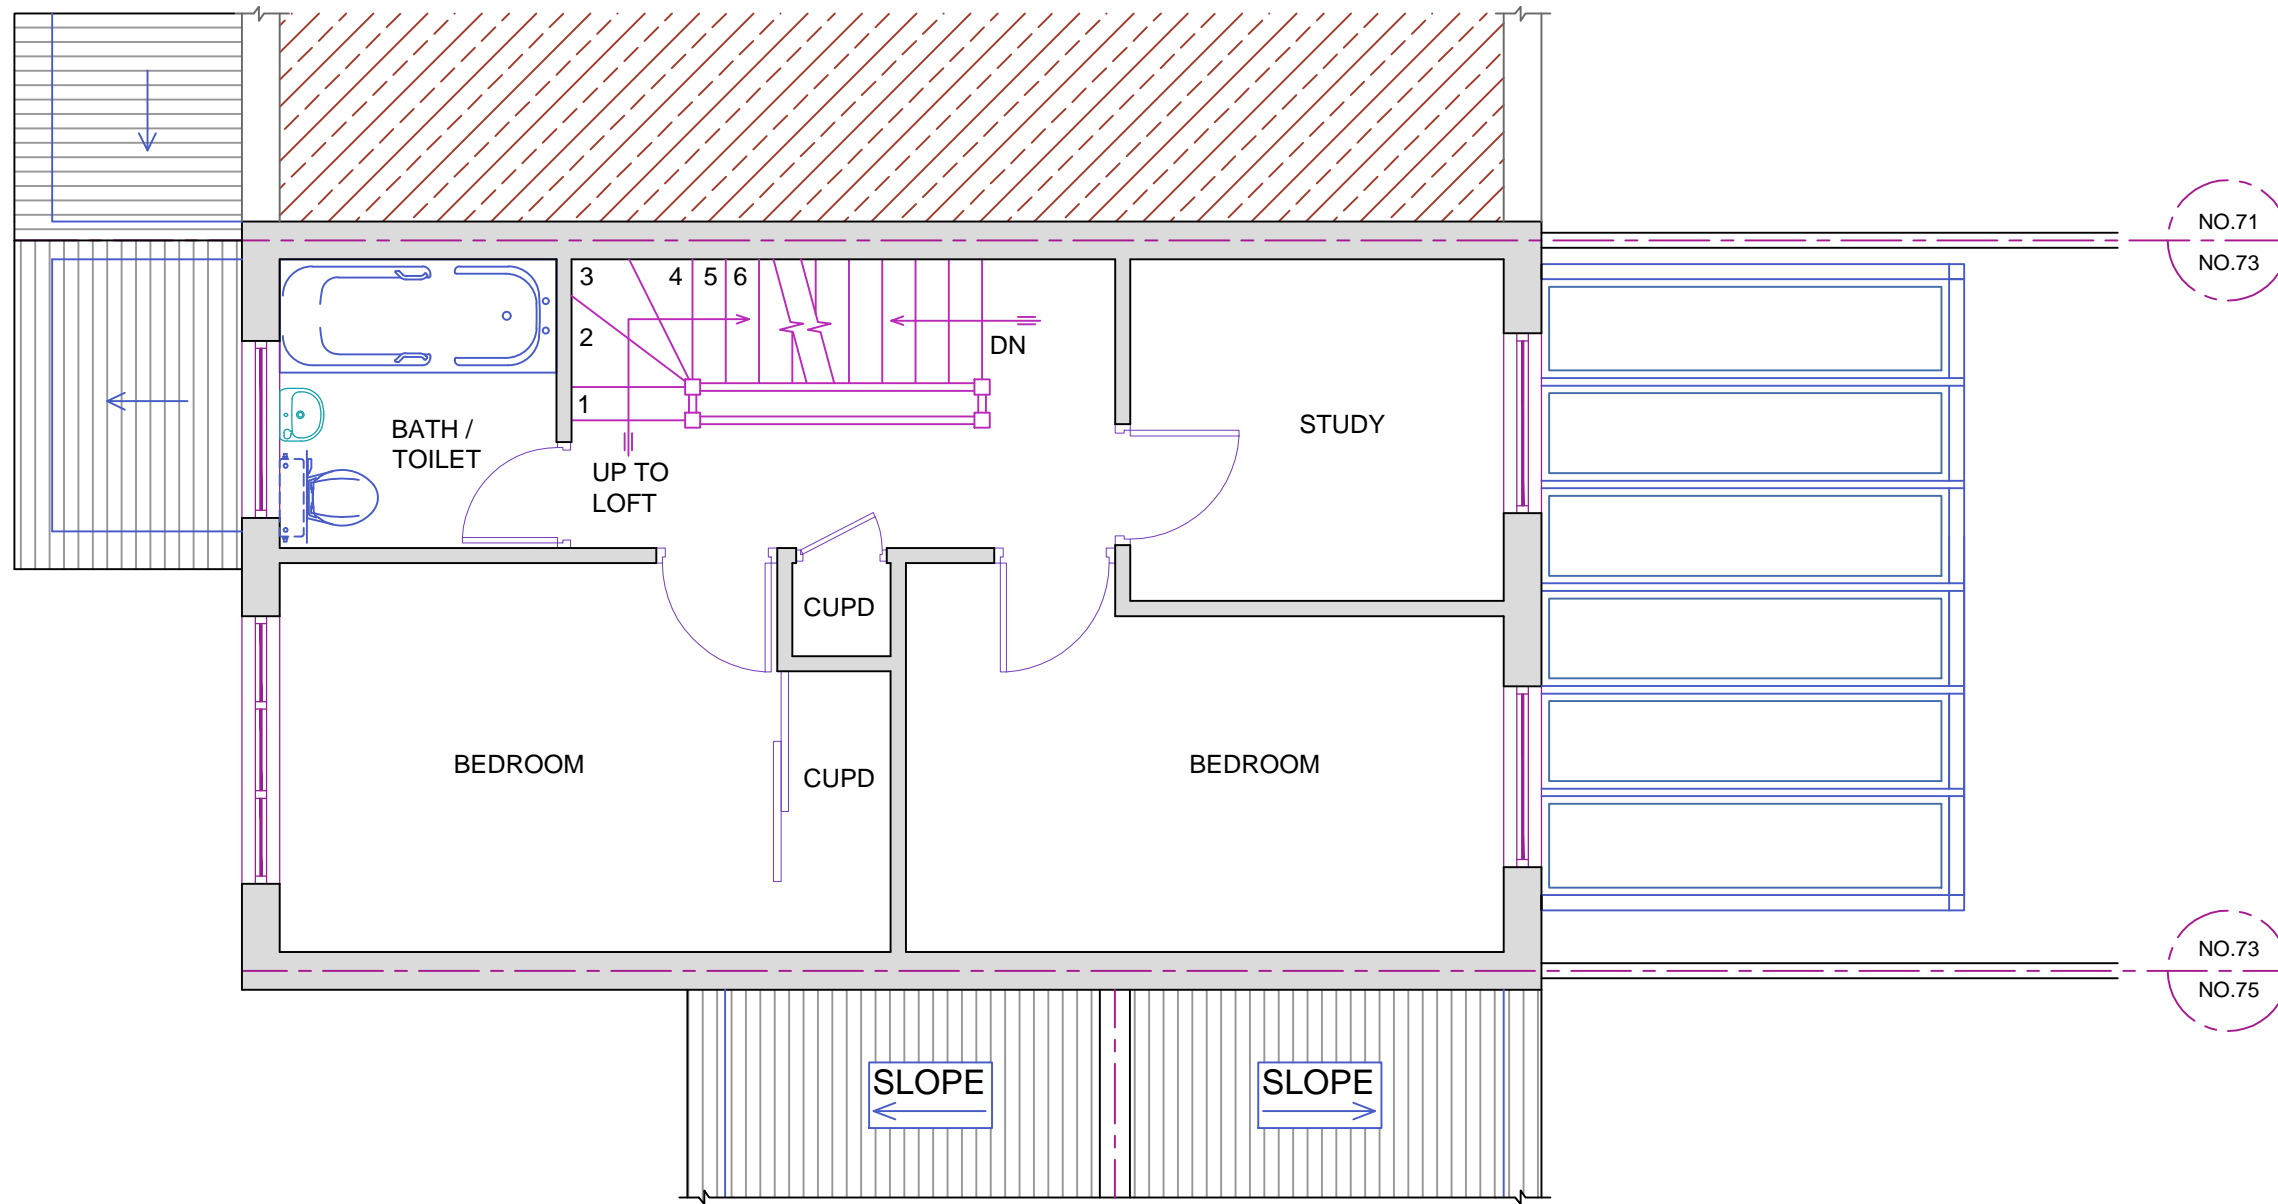 NO.71
NO.73
3
4
5
6
2
DN
1
BATH /
TOILET
STUDY
UP TO
LOFT
CUPD
BEDROOM
CUPD
BEDROOM
NO.73
NO.75
SLOPE
SLOPE